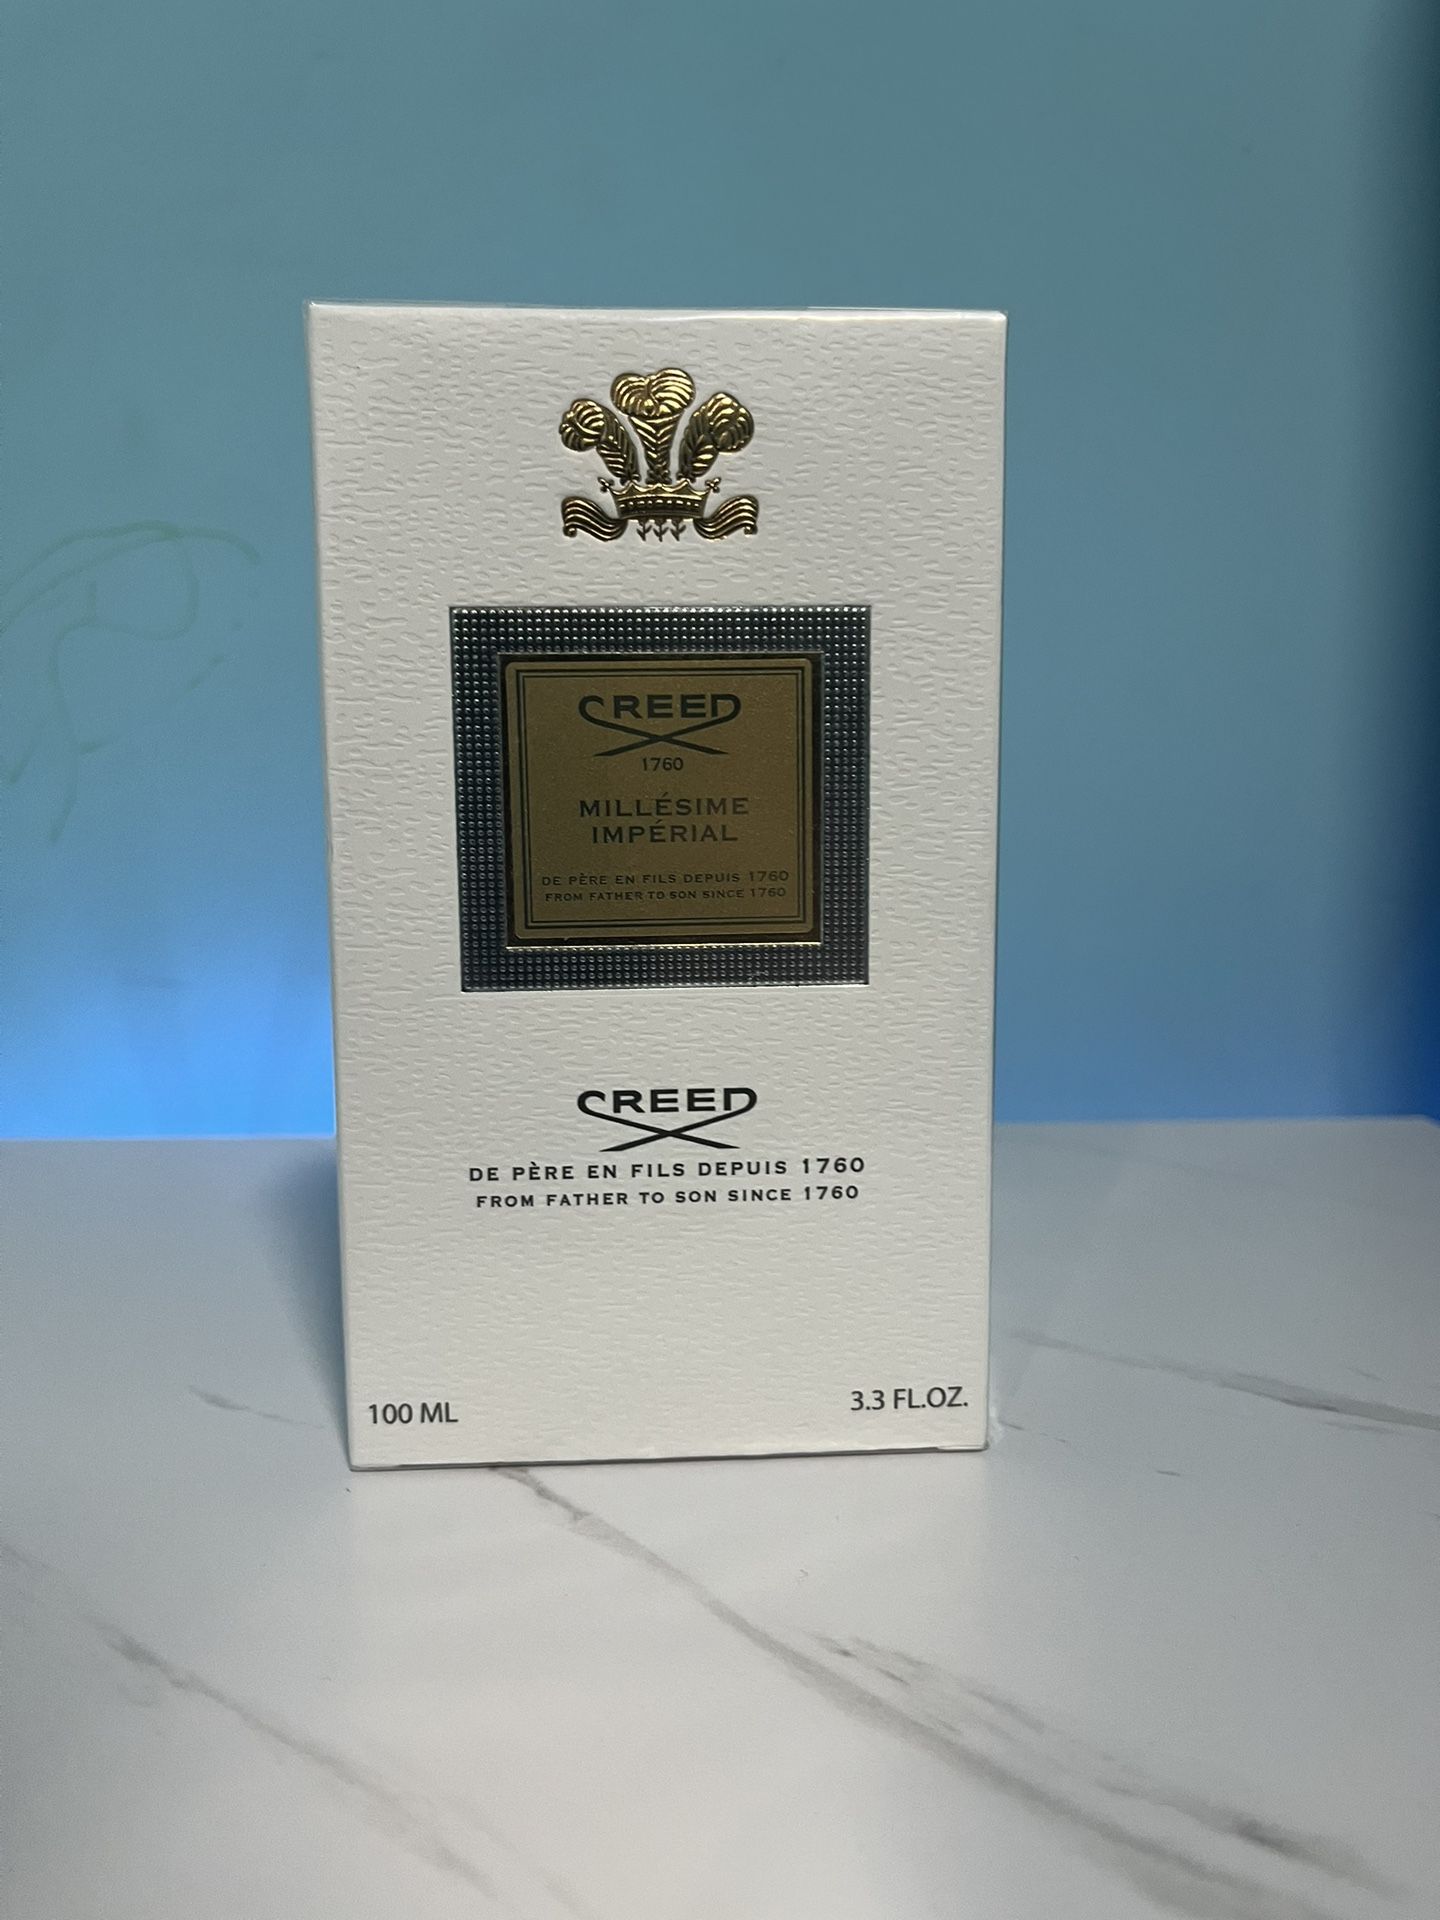 CREED
1760
MILLÉSIME
IMPÉRIAL
DE PÈRE EN FILS DEPUIS 1760
FROM FATHER TO SON SINCE 1760
CREED
DE PÈRE EN FILS DEPUIS 1760
FROM FATHER TO SON SINCE 1760
100 ML
3.3 FL.OZ.